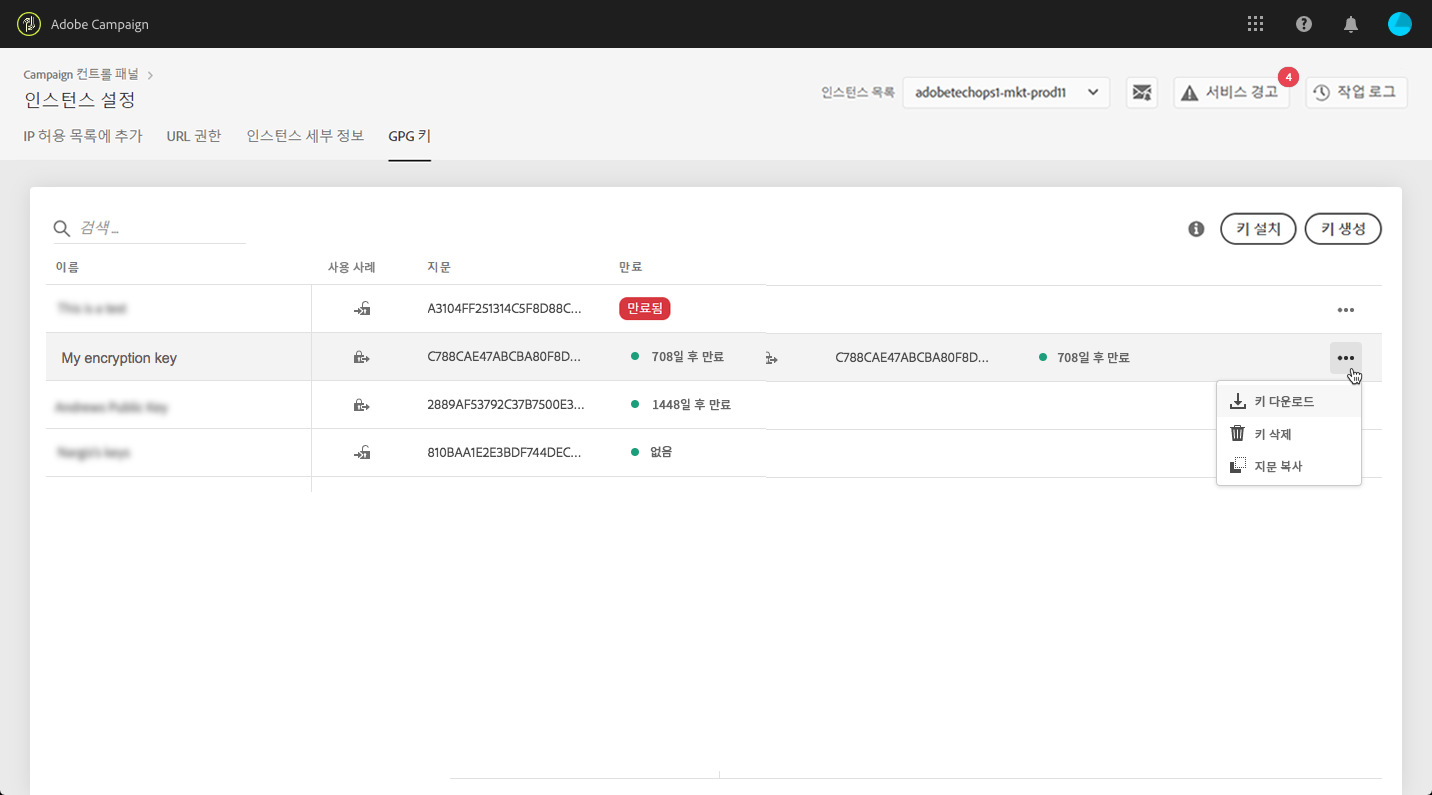 Adobe Campaign
Campaign 컨트롤 패널
인스턴스 설정
인스턴스 목록
adobetechops1-mkt-prod11
서비스 경고
4
작업 로그
IP 허용 목록에 추가
URL 권한
인스턴스 세부 정보
GPG 키
검색...
키 설치
키 생성
이름
사용 사례
지문
만료
This is a test
A3104FF251314C5F8D88C...
만료됨
My encryption key
C788CAE47ABCBA80F8D...
708일 후 만료
C788CAE47ABCBA80F8D...
708일 후 만료
Andrews Public Key
2889AF53792C37B7500E3...
1448일 후 만료
810BAA1E2E3BDF744DEC...
없음
키 다운로드
키 삭제
지문 복사